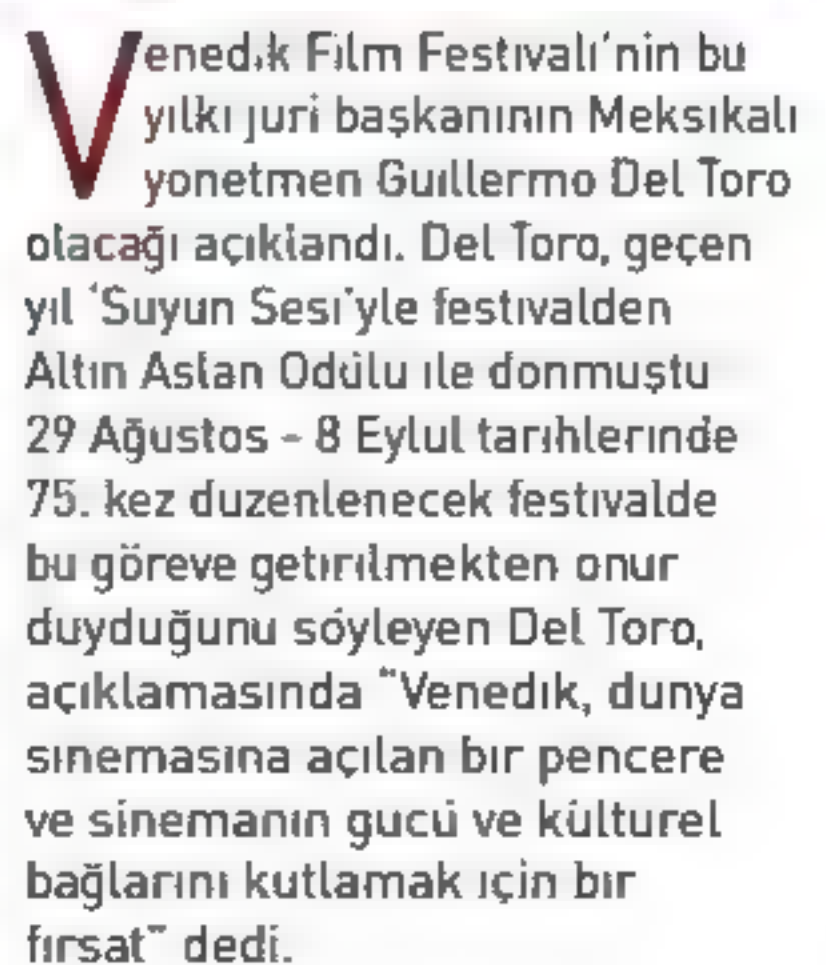 Venedik Film Festivali'nin bu
yılki juri başkanının Meksikalı
yönetmen Guillermo Del Toro
olacağı açıklandı. Del Toro, geçen
yıl 'Suyun Sesi'yle festivalden
Altın Aslan Ödülü ile dönmüştü
29 Ağustos - 8 Eylül tarihlerinde
75. kez düzenlenecek festivalde
bu göreve getirilmekten onur
duyduğunu söyleyen Del Toro,
açıklamasında "Venedik, dünya
sinemasına açılan bir pencere
ve sinemanın gücü ve kültürel
bağlarını kutlamak için bir
fırsat" dedi.